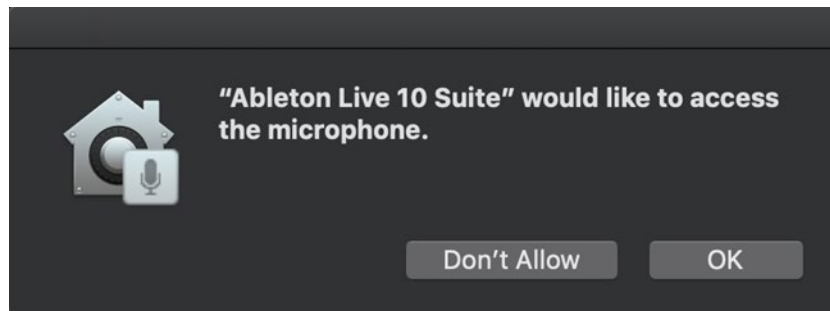 “Ableton Live 10 Suite” would like to access
the microphone.
Don’t Allow
OK